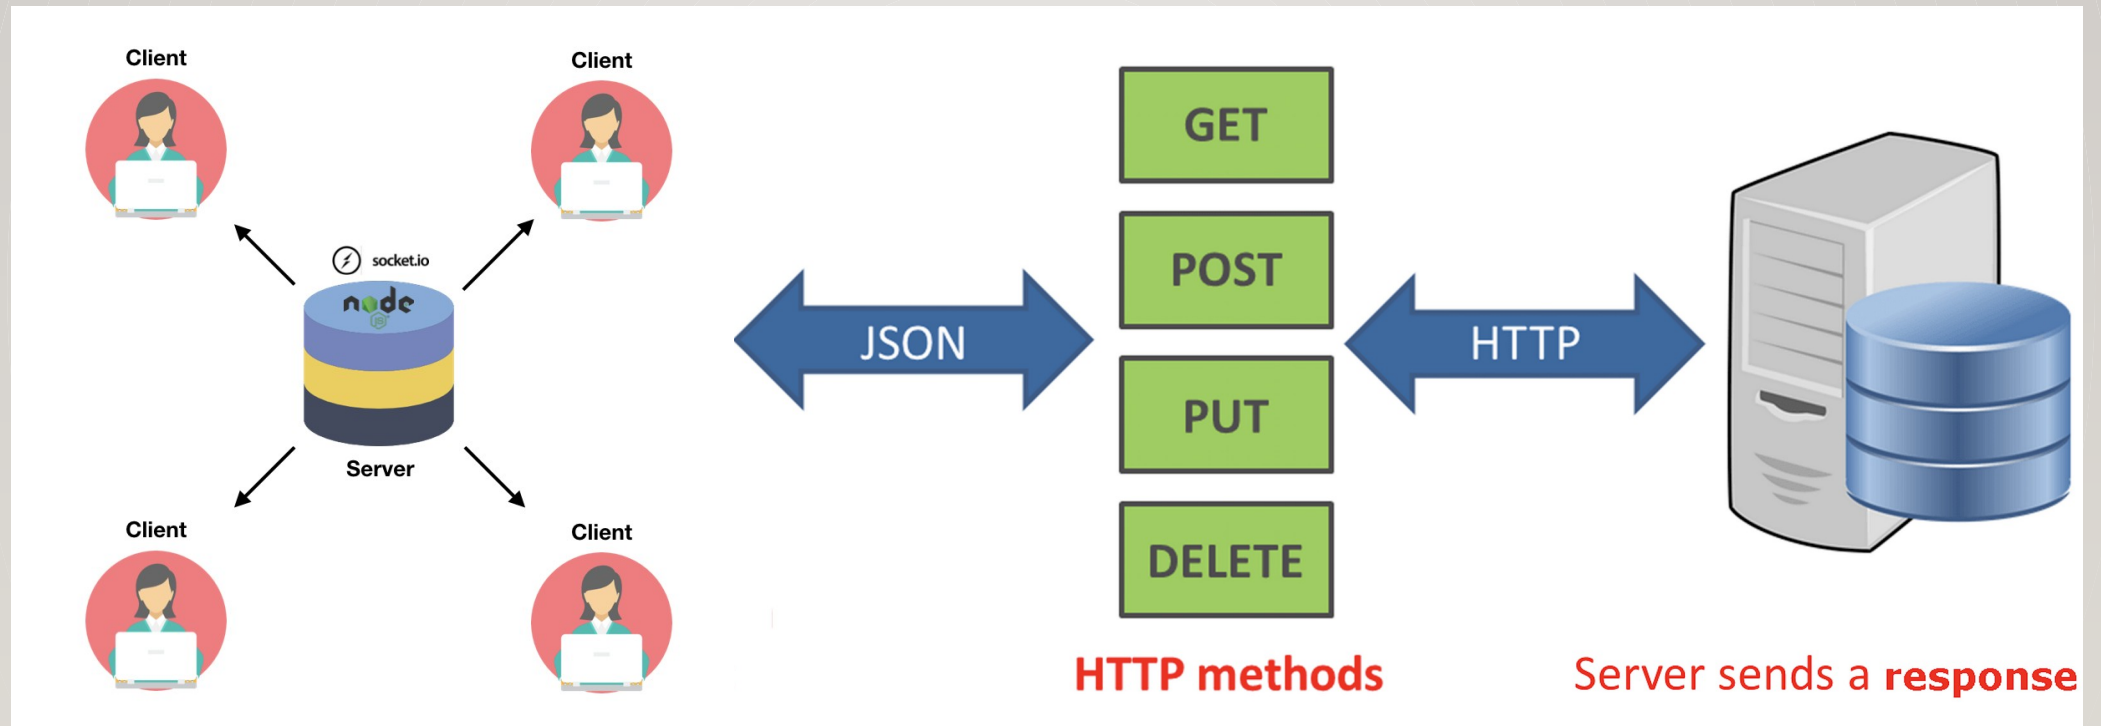 Client
Client
socket.io
node
JS
Server
Client
Client
JSON
GET
POST
PUT
DELETE
HTTP methods
HTTP
Server sends a response